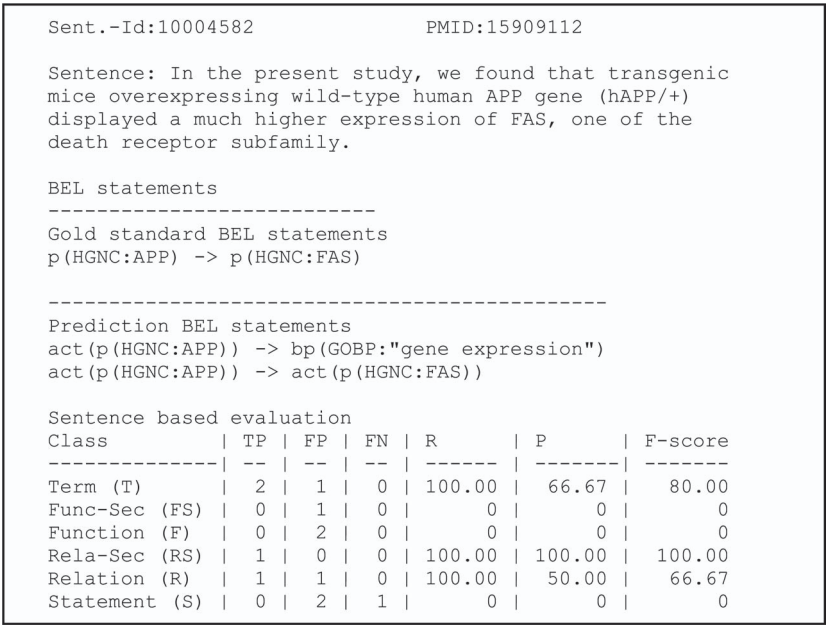 Sent.-Id:10004582                 PMID:15909112
Sentence: In the present study, we found that transgenic
mice overexpressing wild-type human APP gene (hAPP/+)
displayed a much higher expression of FAS, one of the
death receptor subfamily.
BEL statements
---------------------------
Gold standard BEL statements
p(HGNC:APP) -> p(HGNC:FAS)
----------------------------------------------
Prediction BEL statements
act(p(HGNC:APP)) -> bp(GOBP:"gene expression")
act(p(HGNC:APP)) -> act(p(HGNC:FAS))
Sentence based evaluation
Class         | TP | FP | FN | R      | P      | F-score
--------------| -- | -- | -- | ------ | -------| -------
Term (T)      |  2 |  1 |  0 | 100.00 |  66.67 |   80.00
Func-Sec (FS) |  0 |  1 |  0 |      0 |      0 |       0
Function (F)  |  0 |  2 |  0 |      0 |      0 |       0
Rela-Sec (RS) |  1 |  0 |  0 | 100.00 | 100.00 |  100.00
Relation (R)  |  1 |  1 |  0 | 100.00 |  50.00 |   66.67
Statement (S) |  0 |  2 |  1 |      0 |      0 |       0